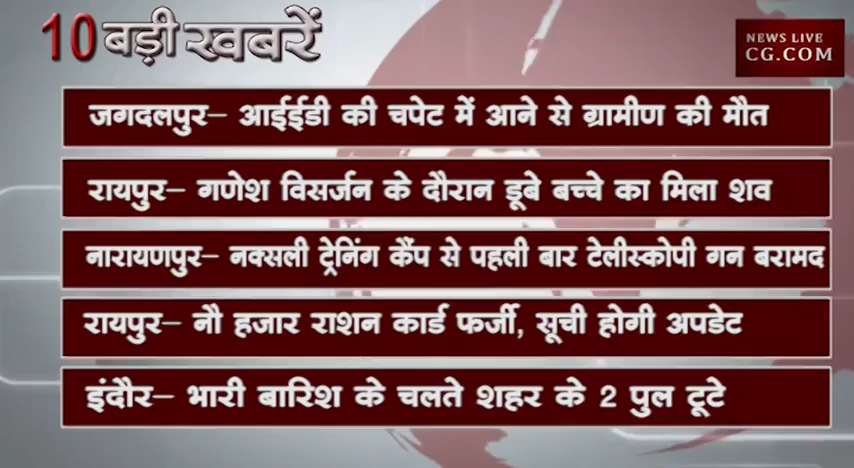 10 बड़ी खबरें
NEWS LIVE
CG.COM
जगदलपुर– आईईडी की चपेट में आने से ग्रामीण की मौत
रायपुर– गणेश विसर्जन के दौरान डूबे बच्चे का मिला शव
नारायणपुर– नक्सली ट्रेनिंग कैंप से पहली बार टेलीस्कोपी गन बरामद
रायपुर– नौ हजार राशन कार्ड फर्जी, सूची होगी अपडेट
इंदौर– भारी बारिश के चलते शहर के 2 पुल टूटे